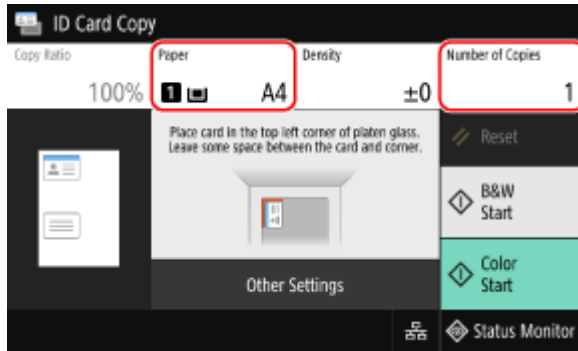 ID Card Copy
Copy Ratio
100%
Paper
1 A4
Density
±0
Number of Copies
1
Place card in the top left corner of platen glass.
Leave some space between the card and corner.
Other Settings
Reset
B&W
Start
Color
Start
Status Monitor